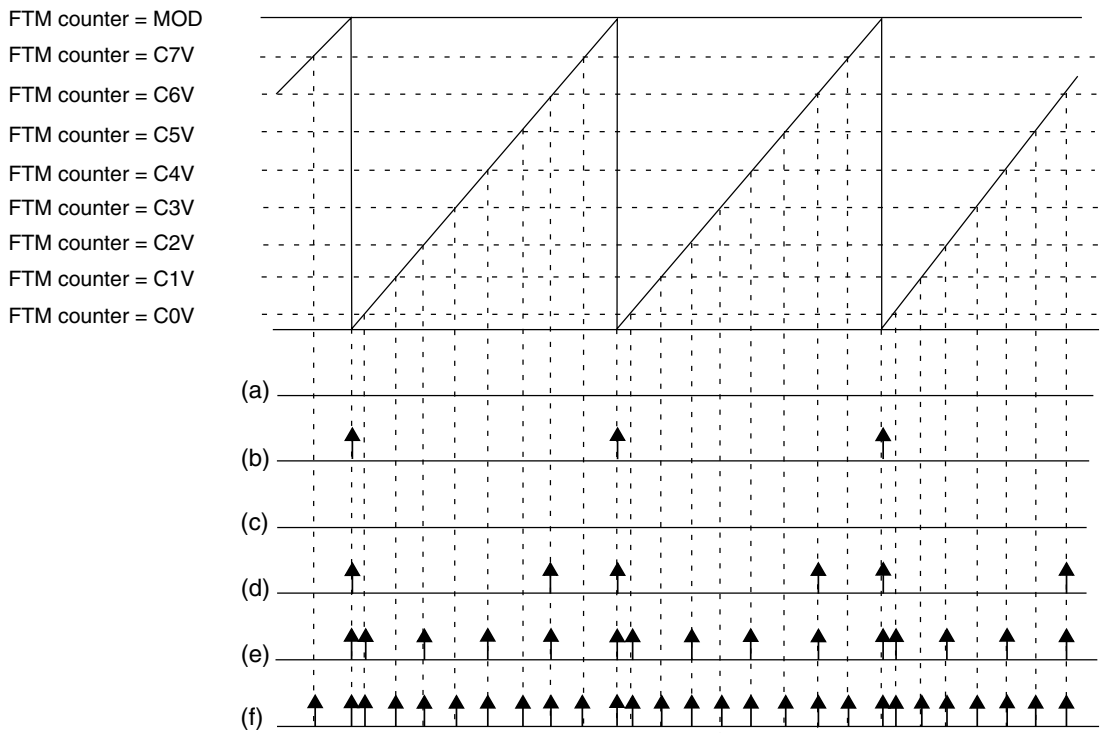 FTM counter = MOD
FTM counter = C7V
FTM counter = C6V
FTM counter = C5V
FTM counter = C4V
FTM counter = C3V
FTM counter = C2V
FTM counter = C1V
FTM counter = C0V
(a)
(b)
(c)
(d)
(e)
(f)